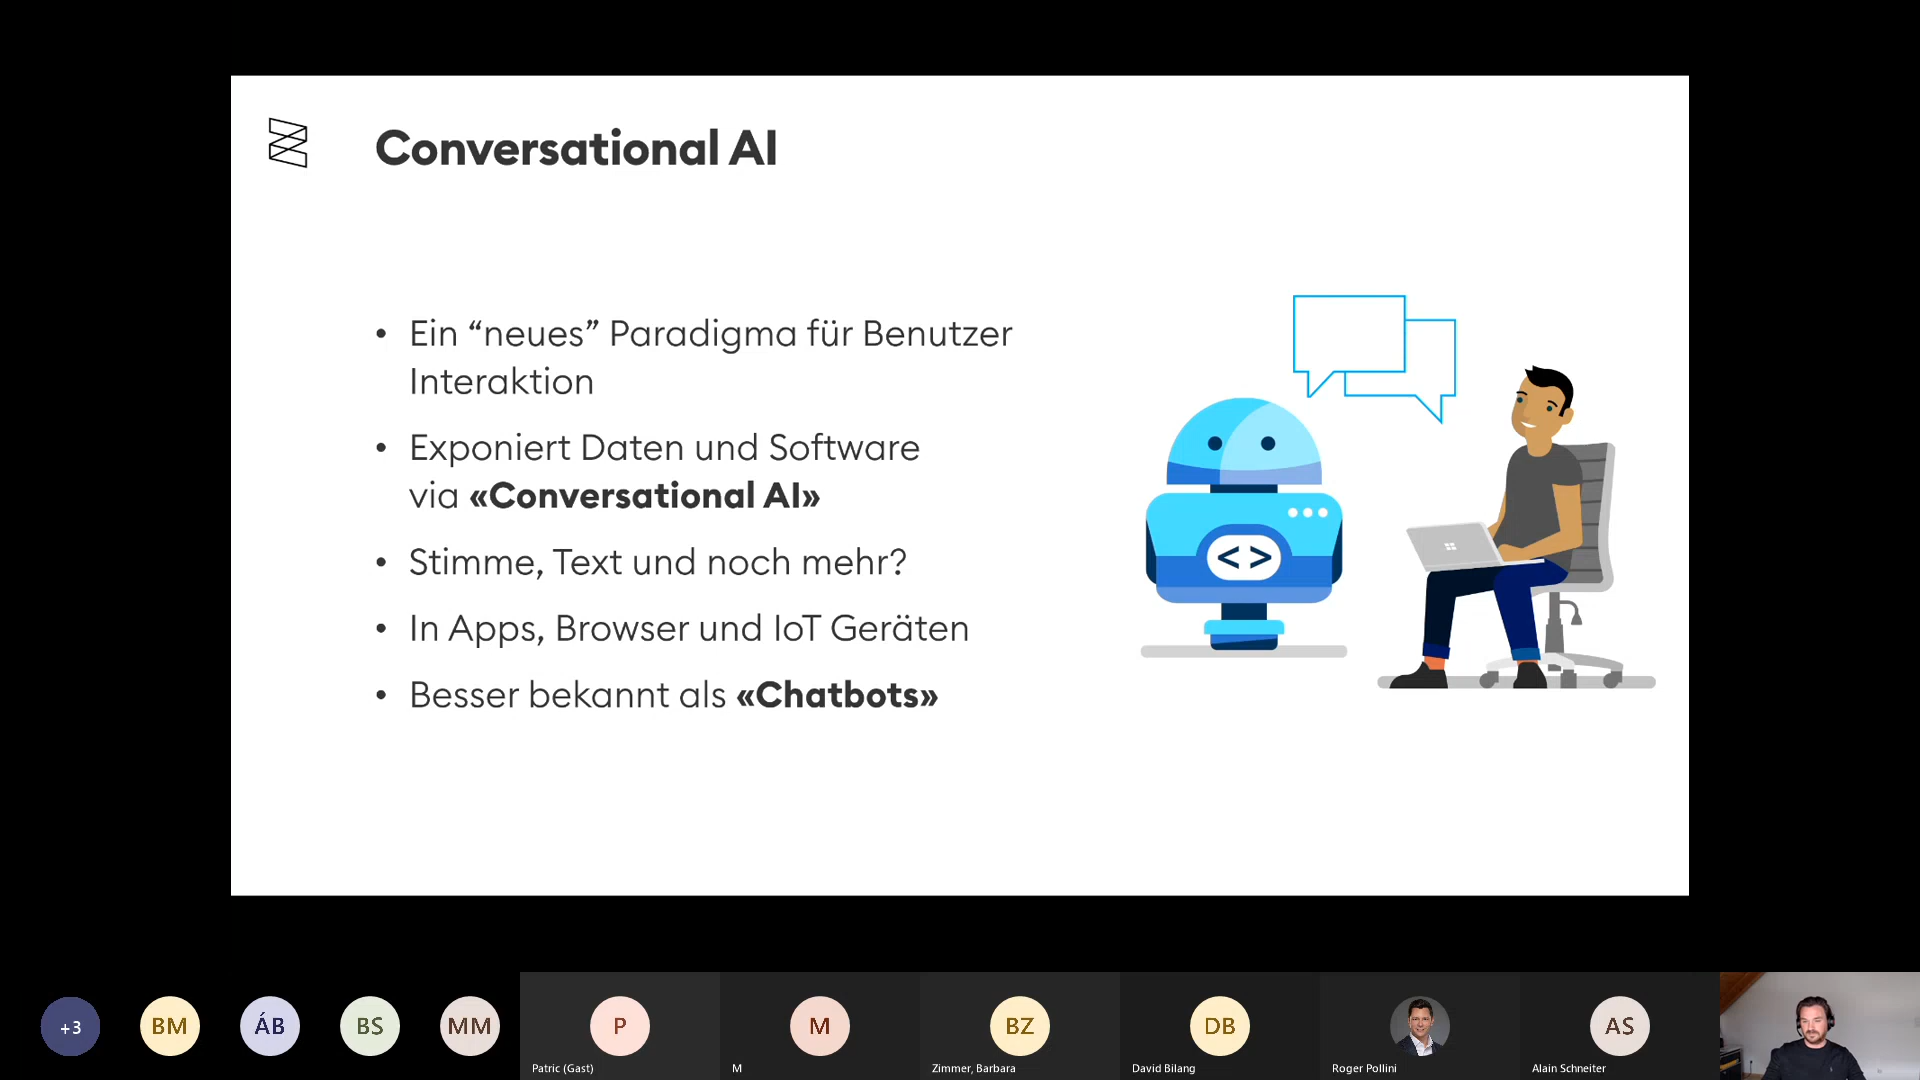 Conversational AI
• Ein “neues” Paradigma für Benutzer
Interaktion
• Exponiert Daten und Software
via «Conversational AI»
• Stimme, Text und noch mehr?
• In Apps, Browser und IoT Geräten
• Besser bekannt als «Chatbots»
< >
+3
BM
ÁB
BS
MM
P
Patric (Gast)
M
M
BZ
Zimmer, Barbara
DB
David Bilang
Roger Pollini
AS
Alain Schneiter